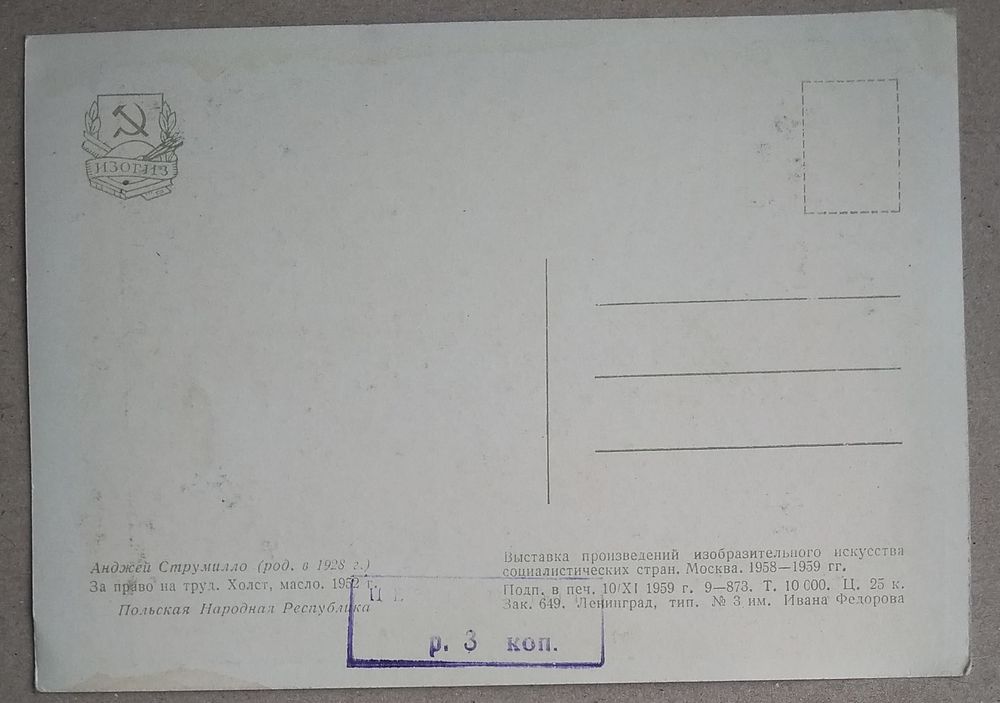 ИЗОГИЗ
Анджей Струмилло (род. в 1928 г.)
За право на труд. Холст, масло. 1952 г.
Польская Народная Республика
Выставка произведений изобразительного искусства
социалистических стран. Москва. 1958—1959 гг.
Подп. в печ. 10/XI 1959 г. 9—873. Т. 10 000. Ц. 25 к.
Зак. 649. Ленинград, тип. № 3 им. Ивана Федорова
р. 3 коп.